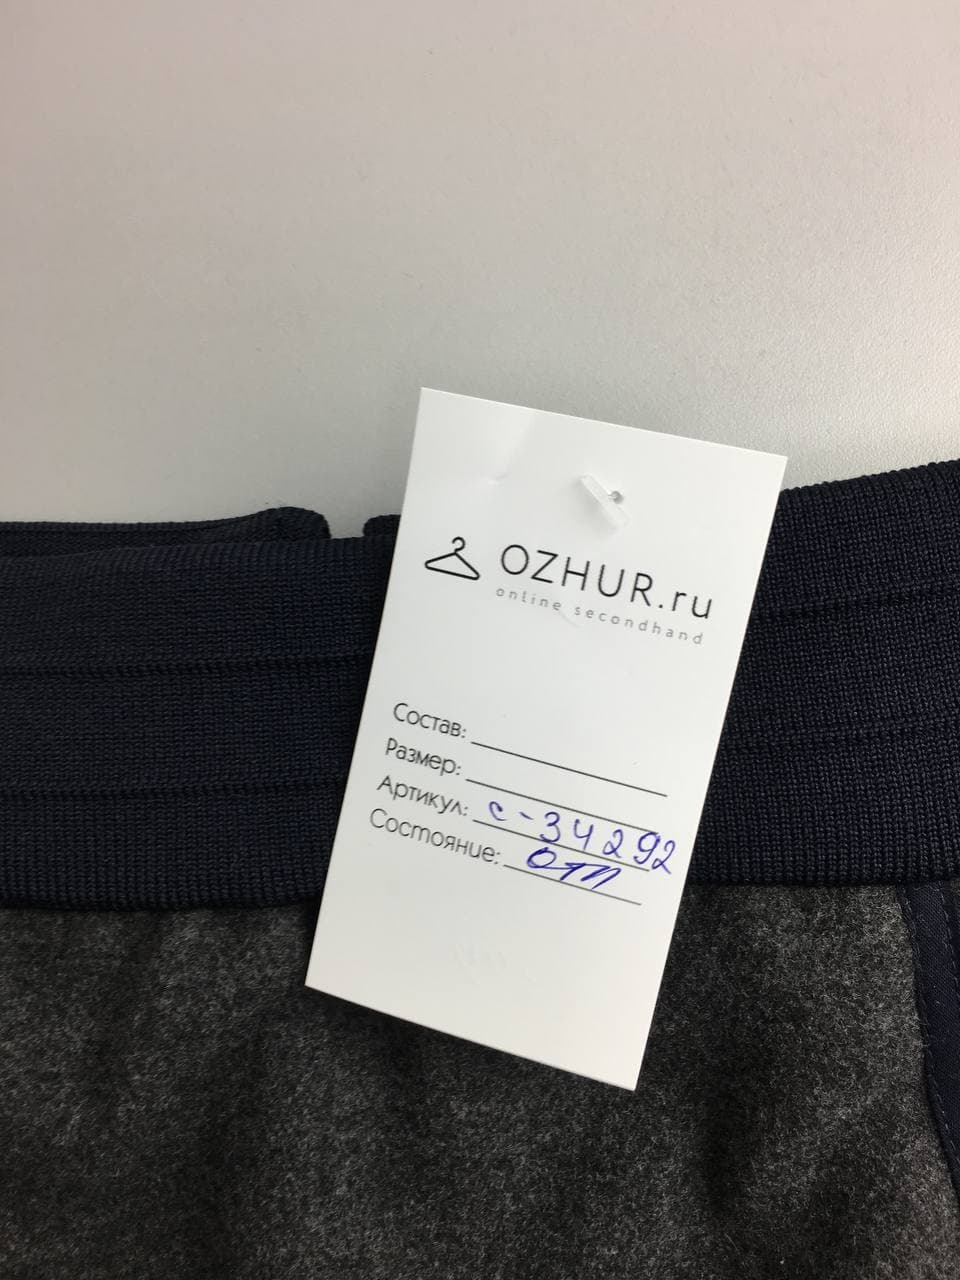 OZHUR.ru
online secondhand
Состав:
Размер:
Артикул: с-34292
Состояние: отл